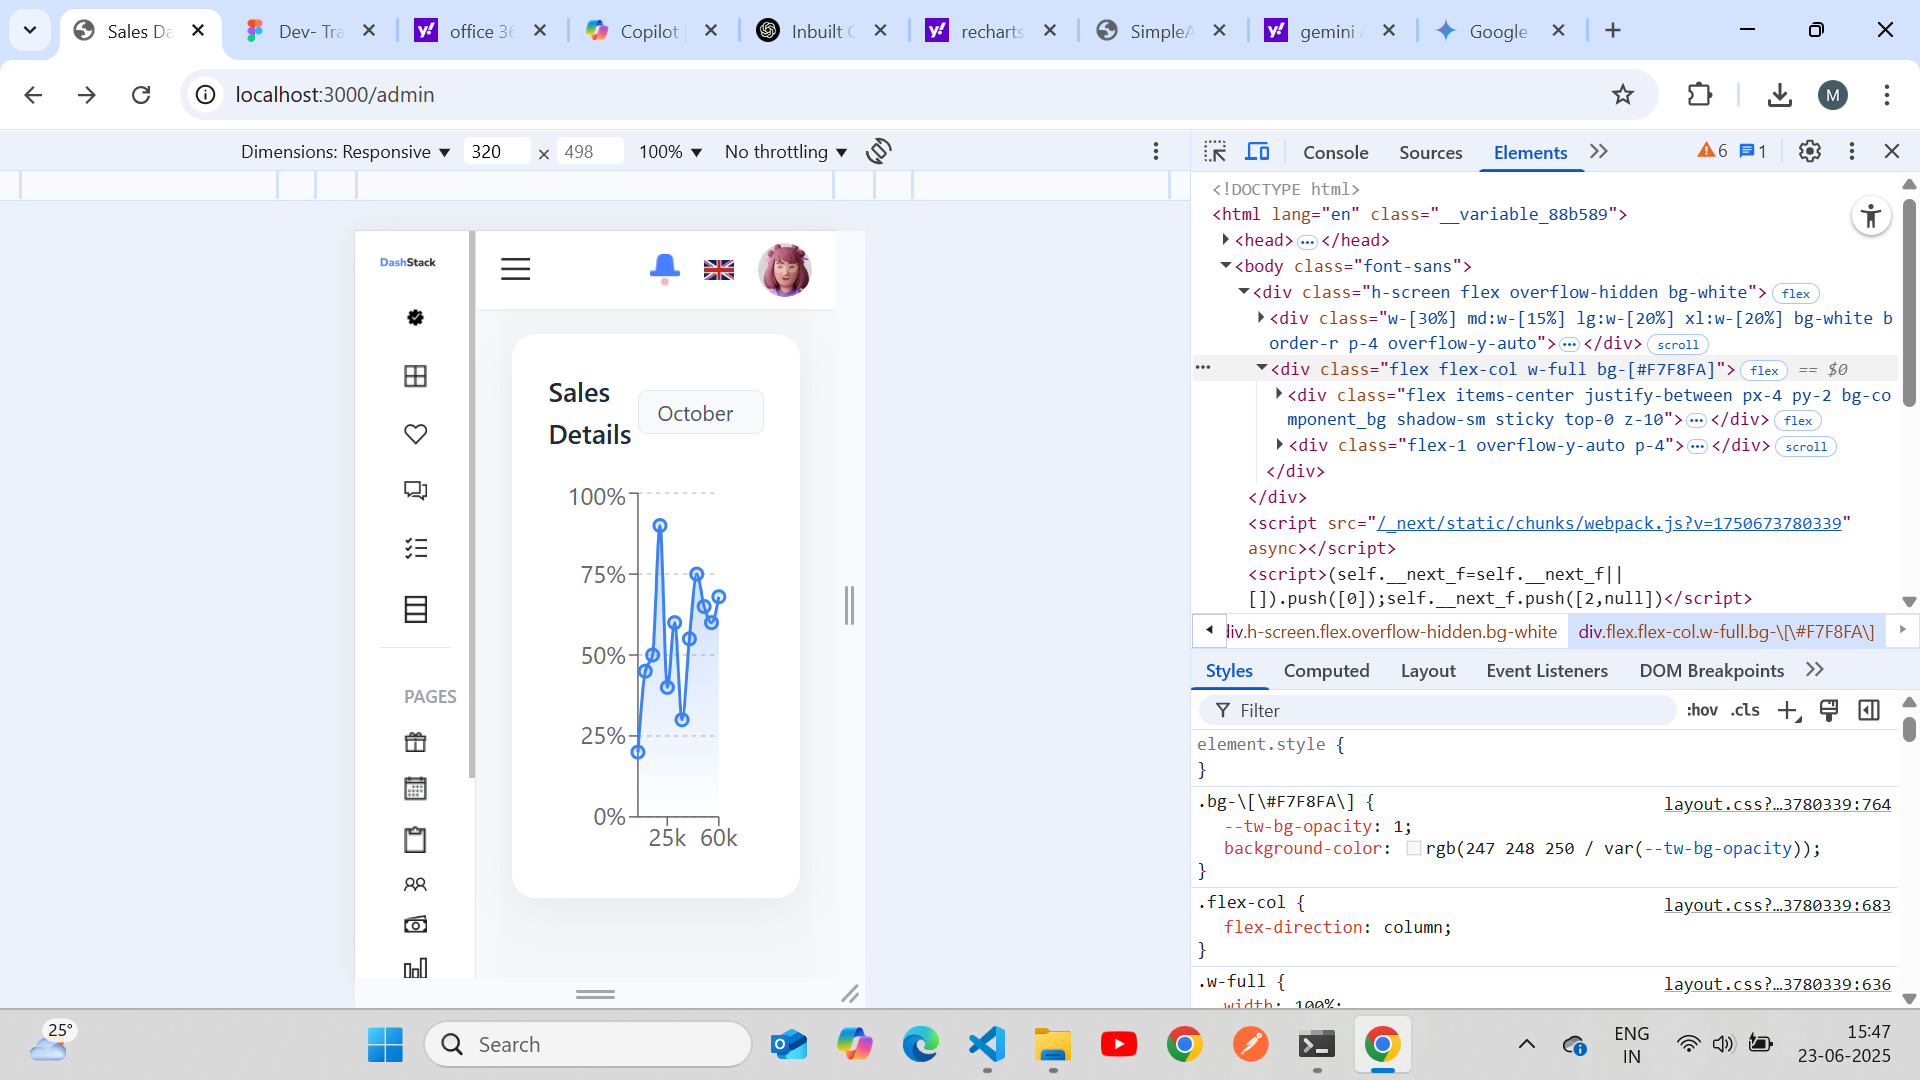 Sales Da
Dev- Tra
office 36
Copilot
Inbuilt C
recharts
SimpleA
gemini a
Google
localhost:3000/admin
M
Dimensions: Responsive
320
×
498
100%
No throttling
Console
Sources
Elements
6
1
DashStack
PAGES
Sales
Details
October
100%
75%
50%
25%
0%
25k
60k
<!DOCTYPE html>
<html lang="en" class="__variable_88b589">
<head> ••• </head>
<body class="font-sans">
<div class="h-screen flex overflow-hidden bg-white"> flex
<div class="w-[30%] md:w-[15%] lg:w-[20%] xl:w-[20%] bg-white b
order-r p-4 overflow-y-auto"> ••• </div> scroll
••• <div class="flex flex-col w-full bg-[#F7F8FA]"> flex == $0
<div class="flex items-center justify-between px-4 py-2 bg-co
mponent_bg shadow-sm sticky top-0 z-10"> ••• </div> flex
<div class="flex-1 overflow-y-auto p-4"> ••• </div> scroll
</div>
</div>
<script src="/_next/static/chunks/webpack.js?v=1750673780339"
async></script>
<script>(self.__next_f=self.__next_f||
[]).push([0]);self.__next_f.push([2,null])</script>
div.h-screen.flex.overflow-hidden.bg-white
div.flex.flex-col.w-full.bg-\[\#F7F8FA\]
Styles
Computed
Layout
Event Listeners
DOM Breakpoints
Filter
:hov
.cls
element.style {
}
.bg-\[\#F7F8FA\] {
layout.css?…3780339:764
--tw-bg-opacity: 1;
background-color: rgb(247 248 250 / var(--tw-bg-opacity));
}
.flex-col {
layout.css?…3780339:683
flex-direction: column;
}
.w-full {
layout.css?…3780339:636
width: 100%;
25°
Search
ENG
IN
15:47
23-06-2025